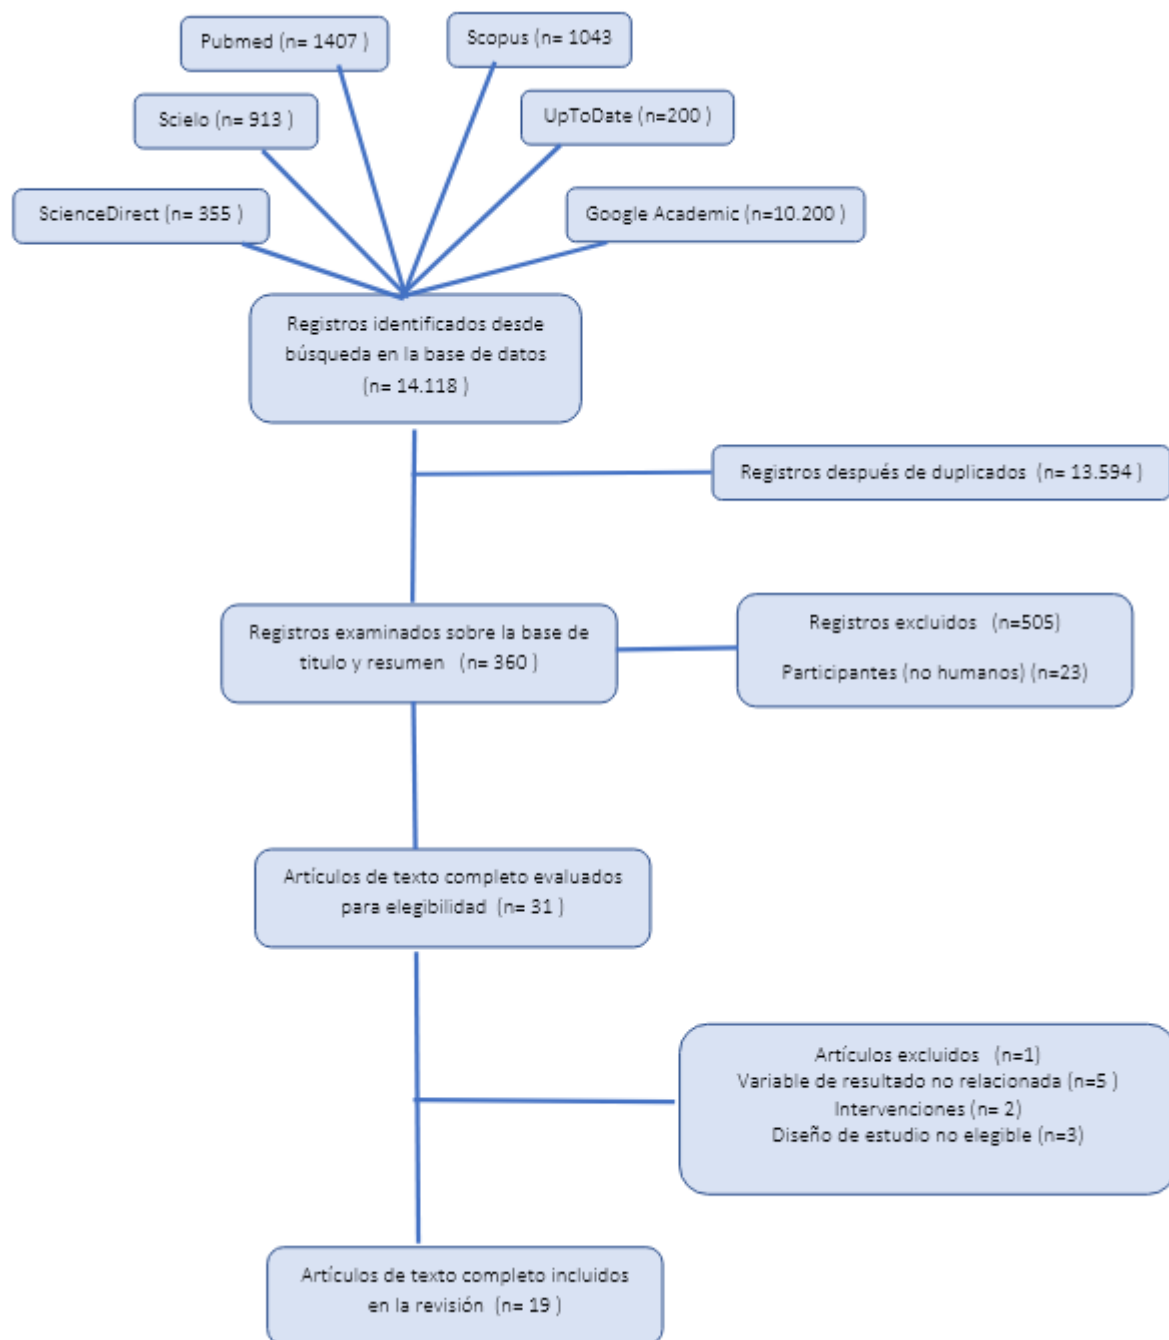 Pubmed (n= 1407 )
Scopus (n= 1043
Scielo (n= 913 )
UpToDate (n=200 )
ScienceDirect (n= 355 )
Google Academic (n=10.200 )
Registros identificados desde
búsqueda en la base de datos
(n= 14.118 )
Registros después de duplicados (n= 13.594 )
Registros examinados sobre la base de
titulo y resumen (n= 360 )
Registros excluidos (n=505)
Participantes (no humanos) (n=23)
Artículos de texto completo evaluados
para elegibilidad (n= 31 )
Artículos excluidos (n=1)
Variable de resultado no relacionada (n=5 )
Intervenciones (n= 2)
Diseño de estudio no elegible (n=3)
Artículos de texto completo incluidos
en la revisión (n= 19 )